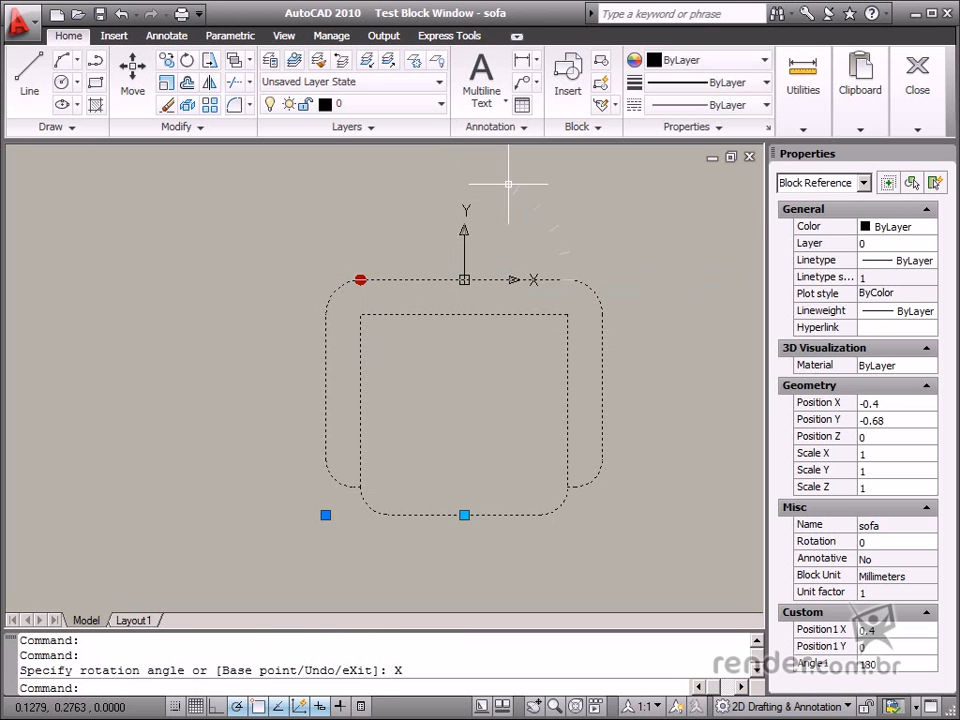 AutoCAD 2010 Test Block Window - sofa
Type a keyword or phrase
Home Insert Annotate Parametric View Manage Output Express Tools
Line
Move
Unsaved Layer State
0
Multiline
Text
Insert
ByLayer
ByLayer
ByLayer
Utilities
Clipboard
Close
Draw
Modify
Layers
Annotation
Block
Properties
Y
X
Properties
Block Reference
General
Color ByLayer
Layer 0
Linetype ByLayer
Linetype s... 1
Plot style ByColor
Lineweight ByLayer
Hyperlink
3D Visualization
Material ByLayer
Geometry
Position X -0.4
Position Y -0.68
Position Z 0
Scale X 1
Scale Y 1
Scale Z 1
Misc
Name sofa
Rotation 0
Annotative No
Block Unit Millimeters
Unit factor 1
Custom
Position1 X 0.4
Position1 Y 0
Angle1 180
render.com.br
Model Layout1
Command:
Command:
Specify rotation angle or [Base point/Undo/eXit]: X
Command:
0.1279, 0.2763, 0.0000
1:1
2D Drafting & Annotation